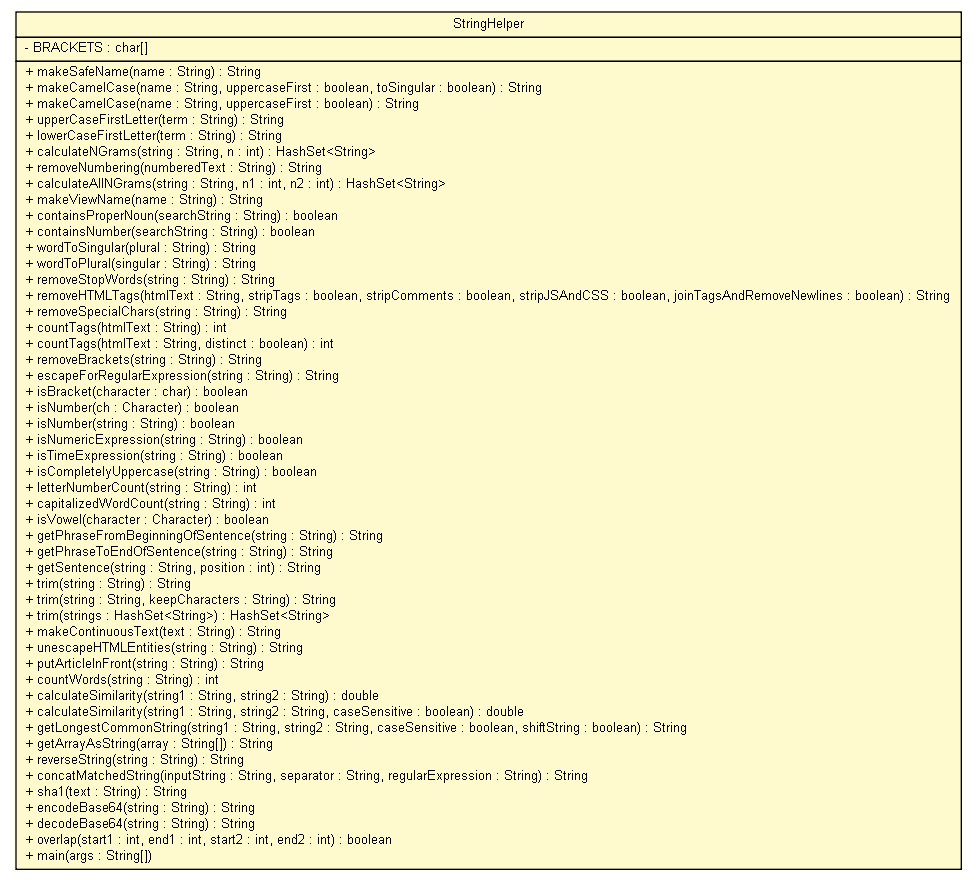 StringHelper
- BRACKETS : char[]
+ makeSafeName(name : String) : String
+ makeCamelCase(name : String, uppercaseFirst : boolean, toSingular : boolean) : String
+ makeCamelCase(name : String, uppercaseFirst : boolean) : String
+ upperCaseFirstLetter(term : String) : String
+ lowerCaseFirstLetter(term : String) : String
+ calculateNGrams(string : String, n : int) : HashSet<String>
+ removeNumbering(numberedText : String) : String
+ calculateAllNGrams(string : String, n1 : int, n2 : int) : HashSet<String>
+ makeViewName(name : String) : String
+ containsProperNoun(searchString : String) : boolean
+ containsNumber(searchString : String) : boolean
+ wordToSingular(plural : String) : String
+ wordToPlural(singular : String) : String
+ removeStopWords(string : String) : String
+ removeHTMLTags(htmlText : String, stripTags : boolean, stripComments : boolean, stripJSAndCSS : boolean, joinTagsAndRemoveNewlines : boolean) : String
+ removeSpecialChars(string : String) : String
+ countTags(htmlText : String) : int
+ countTags(htmlText : String, distinct : boolean) : int
+ removeBrackets(string : String) : String
+ escapeForRegularExpression(string : String) : String
+ isBracket(character : char) : boolean
+ isNumber(ch : Character) : boolean
+ isNumber(string : String) : boolean
+ isNumericExpression(string : String) : boolean
+ isTimeExpression(string : String) : boolean
+ isCompletelyUppercase(string : String) : boolean
+ letterNumberCount(string : String) : int
+ capitalizedWordCount(string : String) : int
+ isVowel(character : Character) : boolean
+ getPhraseFromBeginningOfSentence(string : String) : String
+ getPhraseToEndOfSentence(string : String) : String
+ getSentence(string : String, position : int) : String
+ trim(string : String) : String
+ trim(string : String, keepCharacters : String) : String
+ trim(strings : HashSet<String>) : HashSet<String>
+ makeContinuousText(text : String) : String
+ unescapeHTMLEntities(string : String) : String
+ putArticleInFront(string : String) : String
+ countWords(string : String) : int
+ calculateSimilarity(string1 : String, string2 : String) : double
+ calculateSimilarity(string1 : String, string2 : String, caseSensitive : boolean) : double
+ getLongestCommonString(string1 : String, string2 : String, caseSensitive : boolean, shiftString : boolean) : String
+ getArrayAsString(array : String[]) : String
+ reverseString(string : String) : String
+ concatMatchedString(inputString : String, separator : String, regularExpression : String) : String
+ sha1(text : String) : String
+ encodeBase64(string : String) : String
+ decodeBase64(string : String) : String
+ overlap(start1 : int, end1 : int, start2 : int, end2 : int) : boolean
+ main(args : String[])